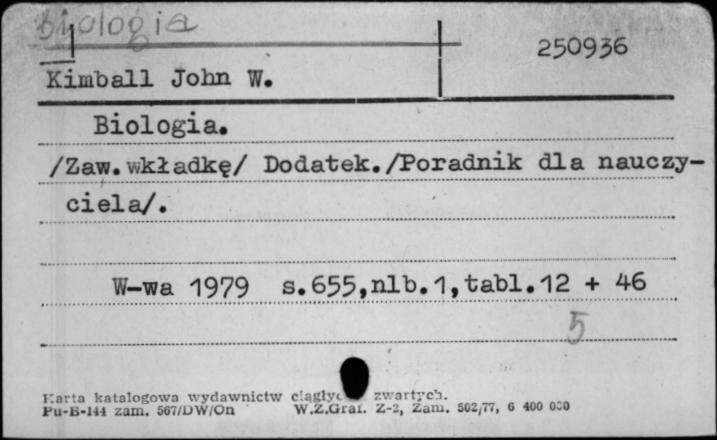 biologia
250936
Kimball John W.
Biologia.
/Zaw.wkładkę/ Dodatek./Poradnik dla nauczy-
ciela/.
W-wa 1979 s.655,nlb.1,tabl.12 + 46
5
Karta katalogowa wydawnictw zwartych.
Pu-B-144 zam. 567/DW/On W.Z.Graf. Z-2, Zam. 502/77, 6 400 000